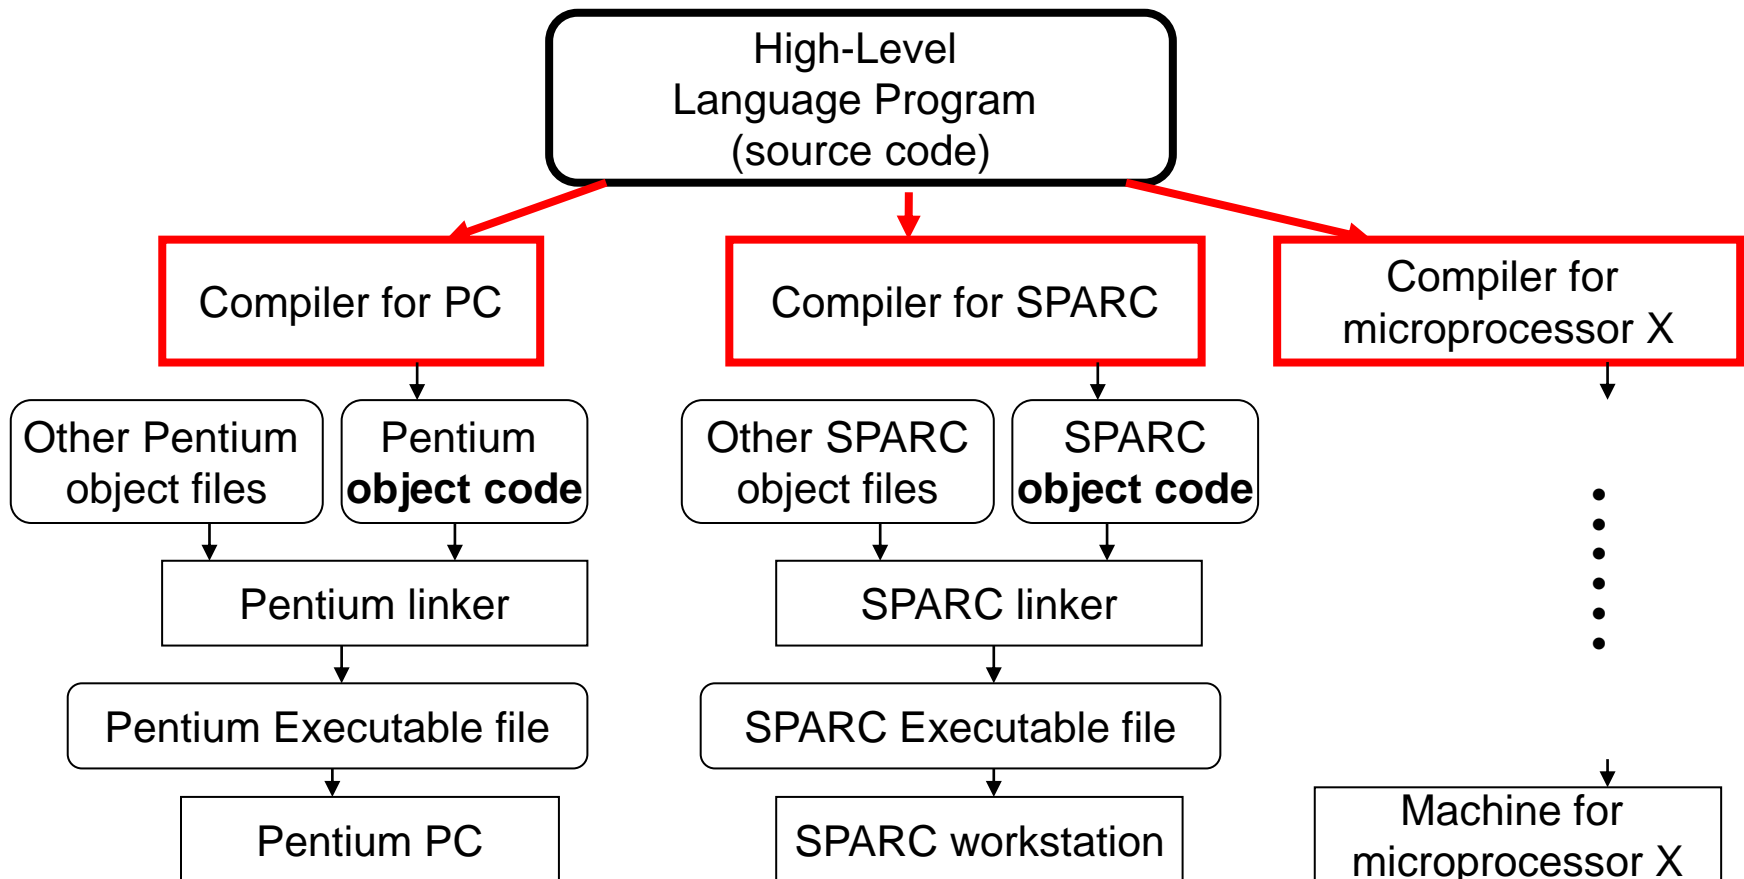 High-Level
Language Program
(source code)
Compiler for PC
Compiler for SPARC
Compiler for
microprocessor X
Other Pentium
object files
Pentium
object code
Other SPARC
object files
SPARC
object code
Pentium linker
SPARC linker
Pentium Executable file
SPARC Executable file
Pentium PC
SPARC workstation
Machine for
microprocessor X